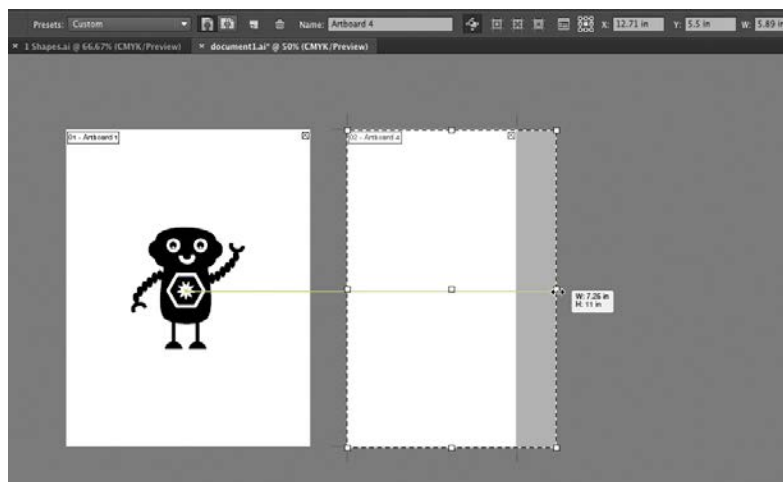 Presets: Custom Name: Artboard 4 X: 12.71 in Y: 5.5 in W: 5.89 in
× 1 Shapes.ai @ 66.67% (CMYK/Preview) × document1.ai* @ 50% (CMYK/Preview)
01 - Artboard 1 02 - Artboard 4
W: 7.26 in
H: 11 in